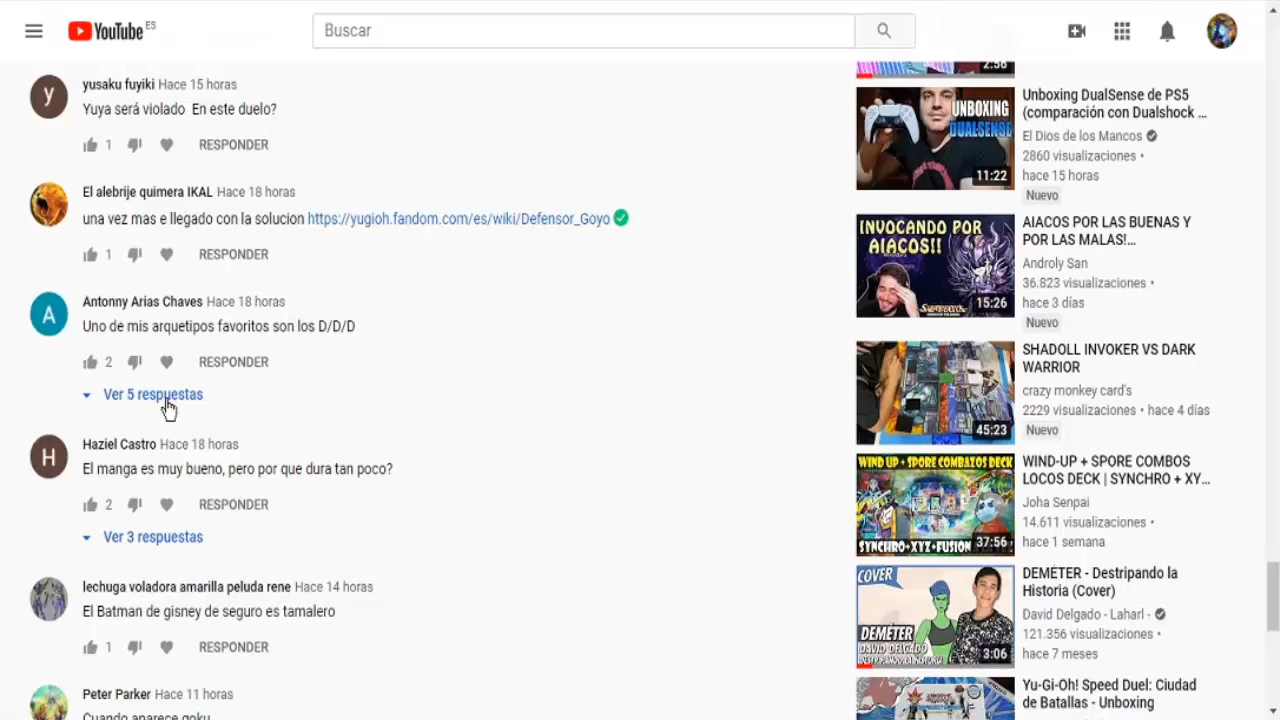 YouTube ES
Buscar
yusaku fuyiki Hace 15 horas
Yuya será violado En este duelo?
1 RESPONDER
El alebrije quimera IKAL Hace 18 horas
una vez mas e llegado con la solucion https://yugioh.fandom.com/es/wiki/Defensor_Goyo
1 RESPONDER
A
Antonny Arias Chaves Hace 18 horas
Uno de mis arquetipos favoritos son los D/D/D
2 RESPONDER
Ver 5 respuestas
H
Haziel Castro Hace 18 horas
El manga es muy bueno, pero por que dura tan poco?
2 RESPONDER
Ver 3 respuestas
lechuga voladora amarilla peluda rene Hace 14 horas
El Batman de gisney de seguro es tamalero
1 RESPONDER
Peter Parker Hace 11 horas
Cuando aparece goku
y
2:56
UNBOXING
DUALSENSE
11:22
Unboxing DualSense de PS5
(comparación con Dualshock ...
El Dios de los Mancos
2860 visualizaciones •
hace 15 horas
Nuevo
INVOCANDO POR
AIACOS!!
15:26
AIACOS POR LAS BUENAS Y
POR LAS MALAS!...
Androly San
36.823 visualizaciones •
hace 3 días
Nuevo
45:23
SHADOLL INVOKER VS DARK
WARRIOR
crazy monkey card's
2229 visualizaciones • hace 4 días
Nuevo
WIND UP + SPORE COMBAZOS DECK
SYNCHRO+XYZ+FUSION
37:56
WIND-UP + SPORE COMBOS
LOCOS DECK | SYNCHRO + XY...
Joha Senpai
14.611 visualizaciones •
hace 1 semana
COVER
DEMÉTER
DAVID DELGADO
DESTRIPANDO LA HISTORIA
3:06
DEMÉTER - Destripando la
Historia (Cover)
David Delgado - Laharl -
121.356 visualizaciones •
hace 7 meses
Yu-Gi-Oh! Speed Duel: Ciudad
de Batallas - Unboxing